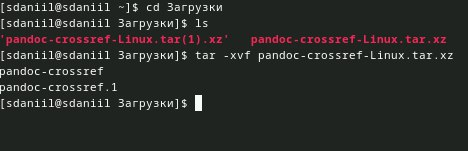 [sdaniil@sdaniil ~]$ cd Загрузки
[sdaniil@sdaniil Загрузки]$ ls
'pandoc-crossref-Linux.tar(1).xz'   pandoc-crossref-Linux.tar.xz
[sdaniil@sdaniil Загрузки]$ tar -xvf pandoc-crossref-Linux.tar.xz
pandoc-crossref
pandoc-crossref.1
[sdaniil@sdaniil Загрузки]$